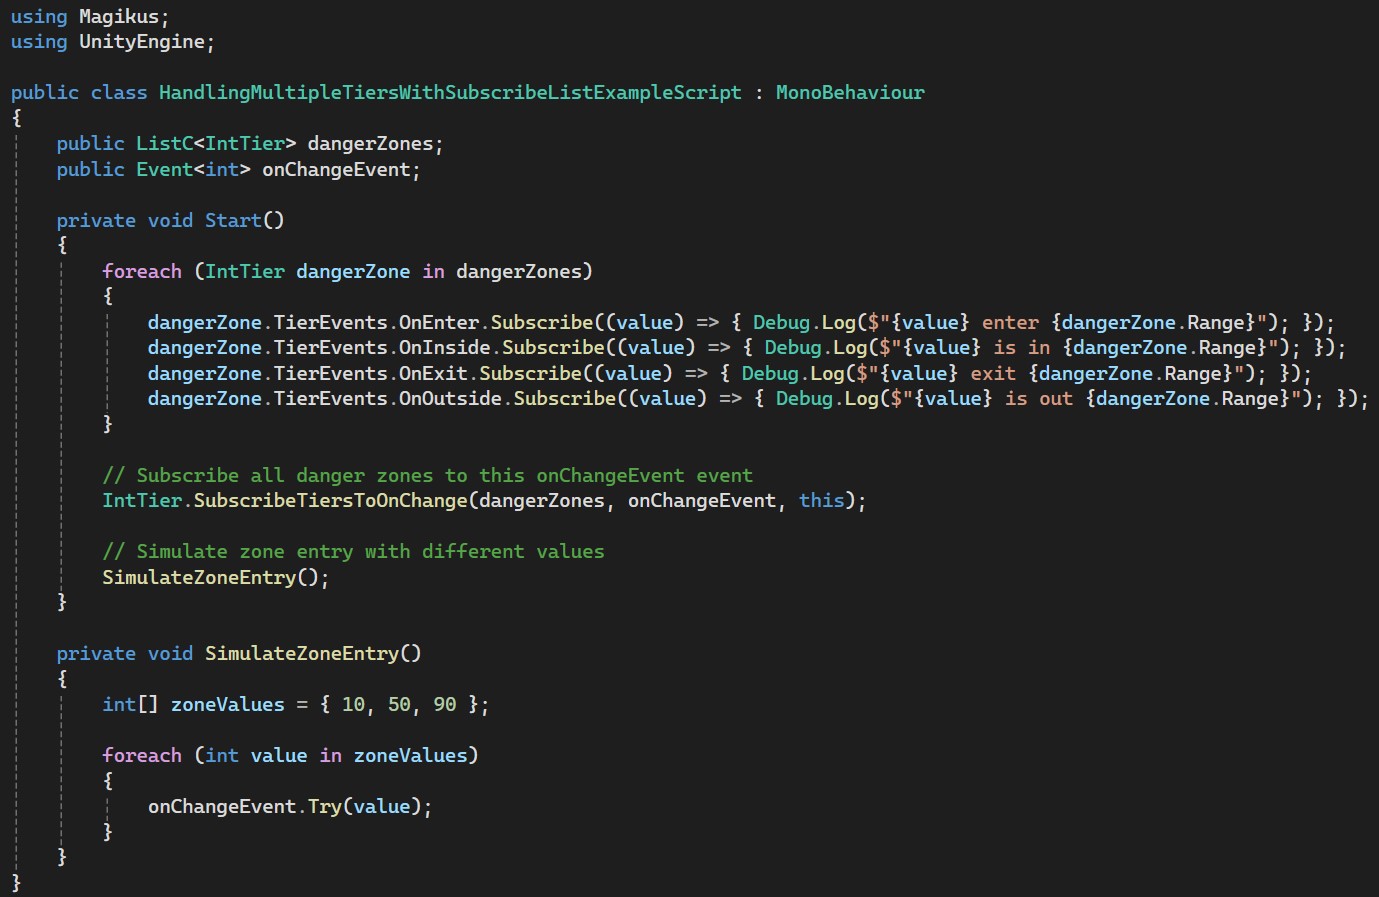 using Magikus;
using UnityEngine;

public class HandlingMultipleTiersWithSubscribeListExampleScript : MonoBehaviour
{
    public ListC<IntTier> dangerZones;
    public Event<int> onChangeEvent;

    private void Start()
    {
        foreach (IntTier dangerZone in dangerZones)
        {
            dangerZone.TierEvents.OnEnter.Subscribe((value) => { Debug.Log($"{value} enter {dangerZone.Range}"); });
            dangerZone.TierEvents.OnInside.Subscribe((value) => { Debug.Log($"{value} is in {dangerZone.Range}"); });
            dangerZone.TierEvents.OnExit.Subscribe((value) => { Debug.Log($"{value} exit {dangerZone.Range}"); });
            dangerZone.TierEvents.OnOutside.Subscribe((value) => { Debug.Log($"{value} is out {dangerZone.Range}"); });
        }

        // Subscribe all danger zones to this onChangeEvent event
        IntTier.SubscribeTiersToOnChange(dangerZones, onChangeEvent, this);

        // Simulate zone entry with different values
        SimulateZoneEntry();
    }

    private void SimulateZoneEntry()
    {
        int[] zoneValues = { 10, 50, 90 };

        foreach (int value in zoneValues)
        {
            onChangeEvent.Try(value);
        }
    }
}